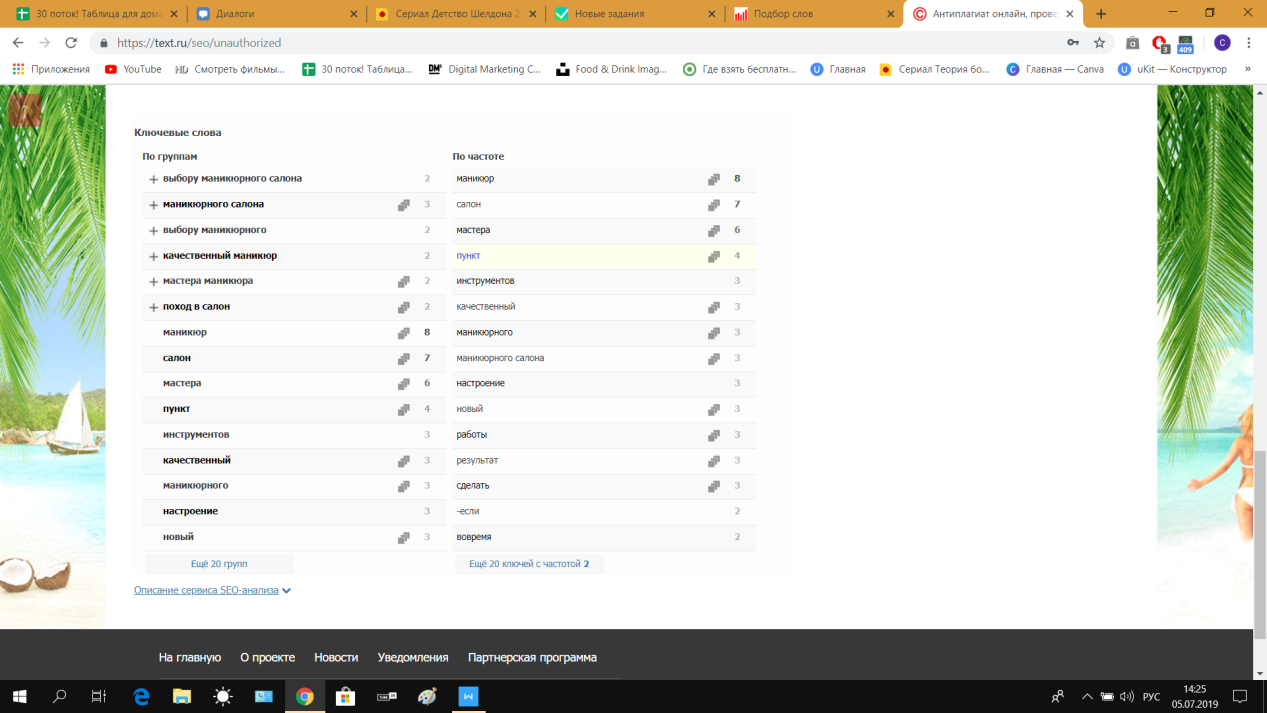 30 поток! Таблица для дома
Диалоги
Сериал Детство Шелдона 2
Новые задания
Подбор слов
Антиплагиат онлайн, прове
https://text.ru/seo/unauthorized
3
409
C
Приложения
YouTube
HD Смотреть фильмы...
30 поток! Таблица...
DM Digital Marketing C...
Food & Drink Imag...
Где взять бесплатн...
U Главная
Сериал Теория бо...
C Главная — Canva
U uKit — Конструктор
»
Ключевые слова
По группам
выбору маникюрного салона 2
маникюрного салона 3
выбору маникюрного 2
качественный маникюр 2
мастера маникюра 2
поход в салон 2
маникюр 8
салон 7
мастера 6
пункт 4
инструментов 3
качественный 3
маникюрного 3
настроение 3
новый 3
Ещё 20 групп
По частоте
маникюр 8
салон 7
мастера 6
пункт 4
инструментов 3
качественный 3
маникюрного 3
маникюрного салона 3
настроение 3
новый 3
работы 3
результат 3
сделать 3
-если 2
вовремя 2
Ещё 20 ключей с частотой 2
Описание сервиса SEO-анализа
На главную О проекте Новости Уведомления Партнерская программа
РУС
14:25
05.07.2019